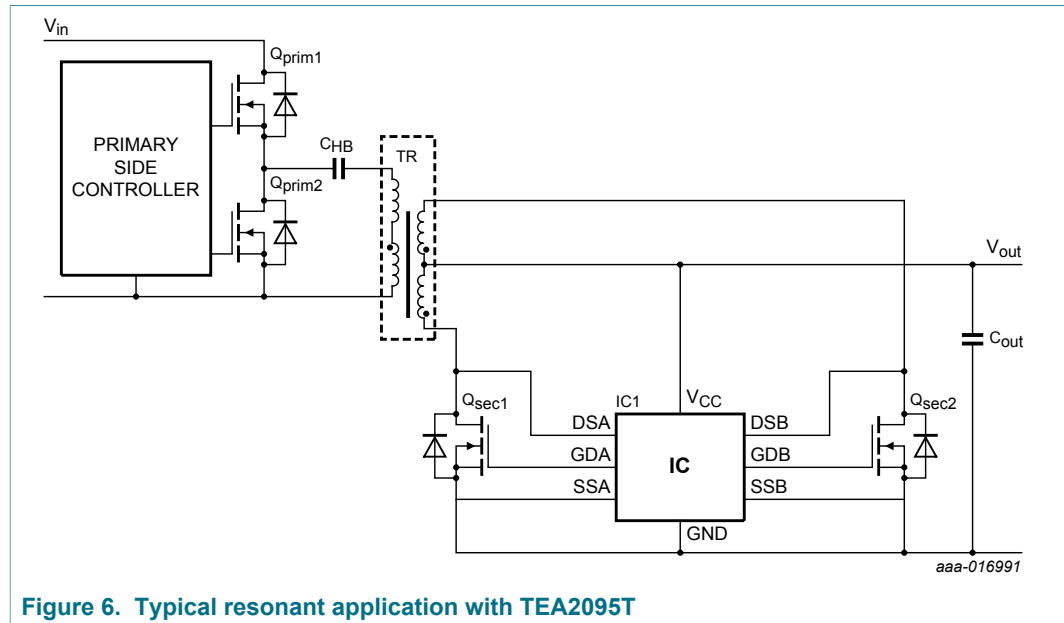 Vin
Qprim1
PRIMARY
SIDE
CONTROLLER
CHB
TR
Qprim2
Vout
Cout
Qsec1
IC1
VCC
Qsec2
DSA
DSB
GDA
IC
GDB
SSA
SSB
GND
aaa-016991
Figure 6. Typical resonant application with TEA2095T